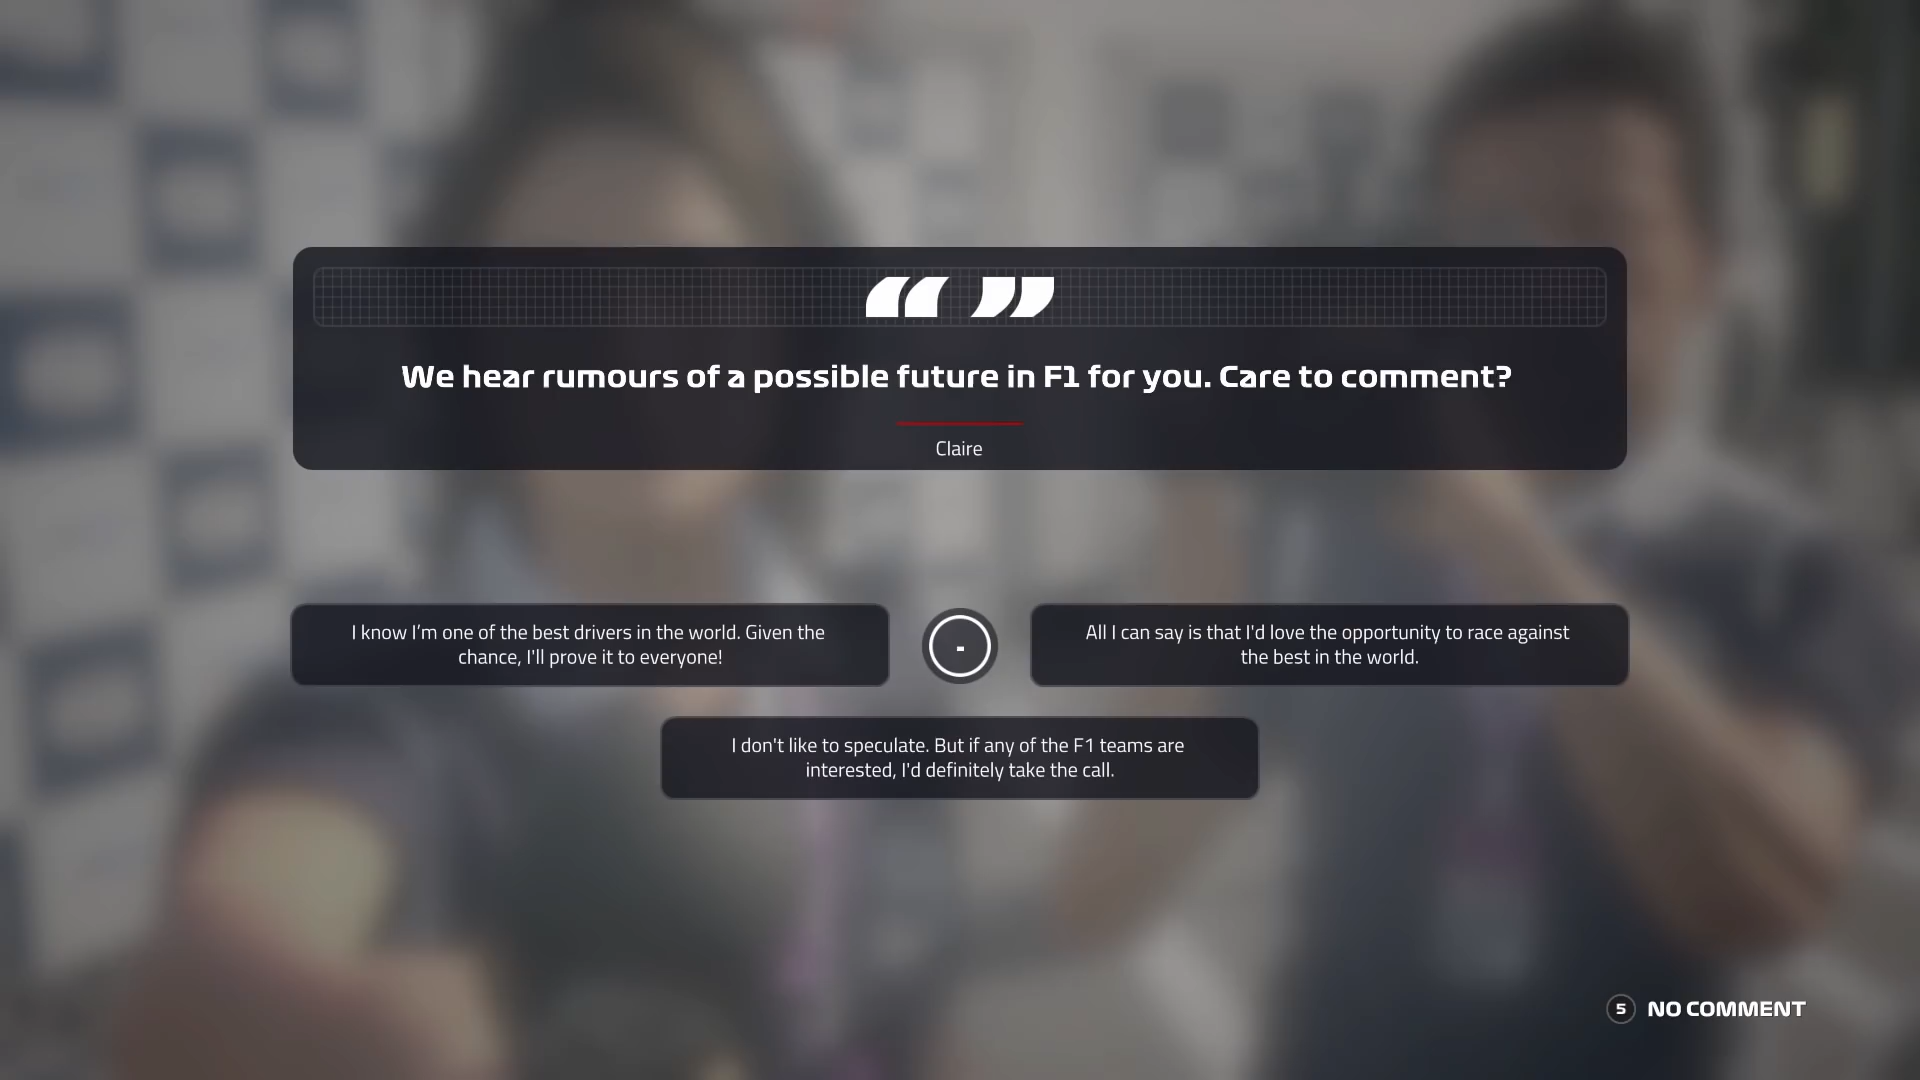 “ ”
We hear rumours of a possible future in F1 for you. Care to comment?
Claire
I know I’m one of the best drivers in the world. Given the
chance, I'll prove it to everyone!
-
All I can say is that I'd love the opportunity to race against
the best in the world.
I don't like to speculate. But if any of the F1 teams are
interested, I'd definitely take the call.
5 NO COMMENT